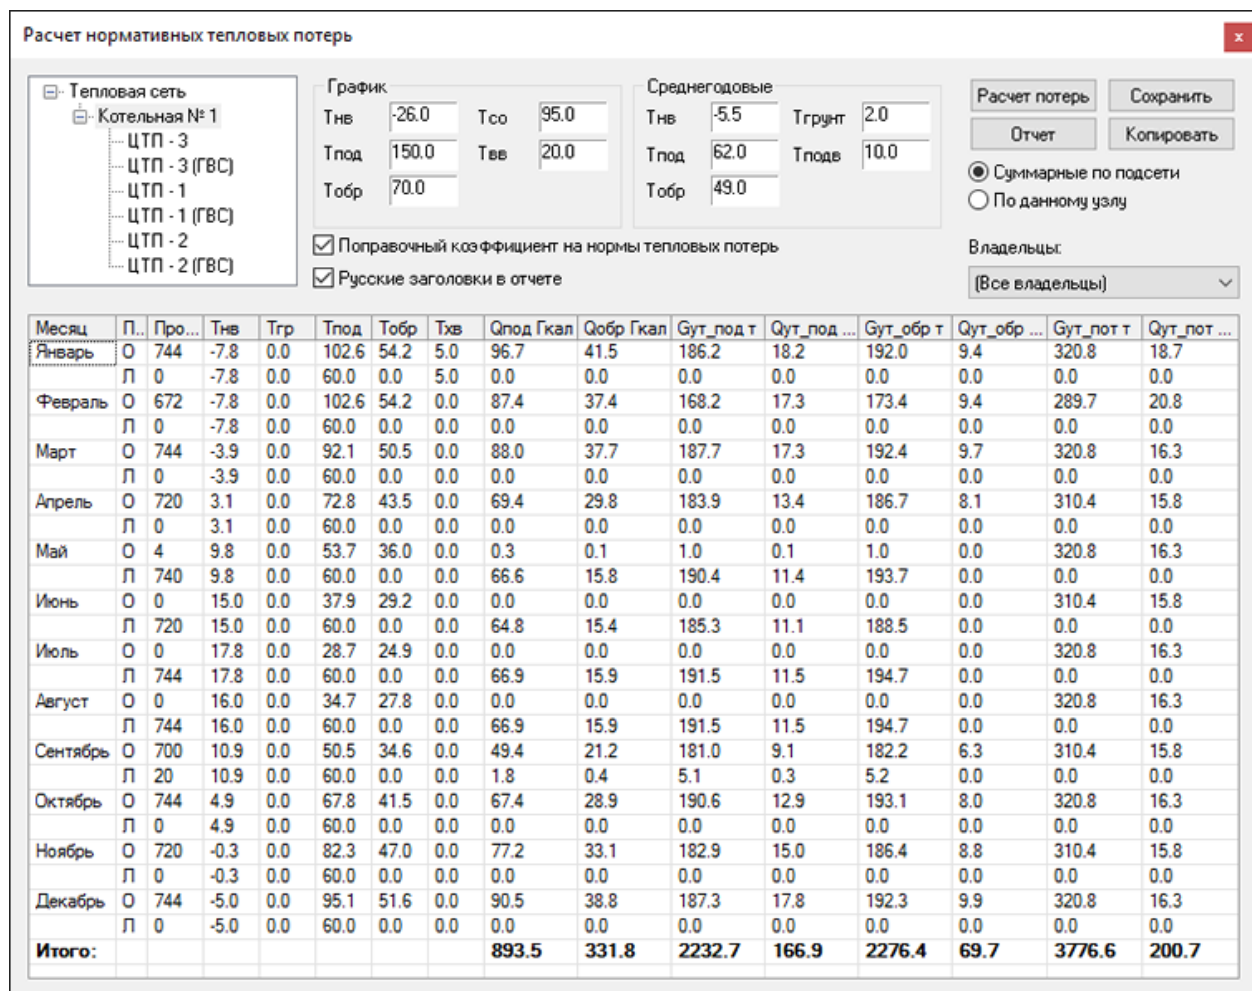 Расчет нормативных тепловых потерь
x
Тепловая сеть
Котельная № 1
ЦТП - 3
ЦТП - 3 (ГВС)
ЦТП - 1
ЦТП - 1 (ГВС)
ЦТП - 2
ЦТП - 2 (ГВС)
График
Тнв -26.0 Тсо 95.0
Тпод 150.0 Твв 20.0
Тобр 70.0
Среднегодовые
Тнв -5.5 Тгрунт 2.0
Тпод 62.0 Тподв 10.0
Тобр 49.0
Расчет потерь Сохранить
Отчет Копировать
Суммарные по подсети
По данному узлу
Поправочный коэффициент на нормы тепловых потерь
Русские заголовки в отчете
Владельцы:
(Все владельцы)
Месяц П.. Про... Тнв Тгр Тпод Тобр Тхв Qпод Гкал Qобр Гкал Gут_под т Qут_под ... Gут_обр т Qут_обр ... Gут_пот т Qут_пот ...
Январь О 744 -7.8 0.0 102.6 54.2 5.0 96.7 41.5 186.2 18.2 192.0 9.4 320.8 18.7
Л 0 -7.8 0.0 60.0 0.0 5.0 0.0 0.0 0.0 0.0 0.0 0.0 0.0 0.0
Февраль О 672 -7.8 0.0 102.6 54.2 0.0 87.4 37.4 168.2 17.3 173.4 9.4 289.7 20.8
Л 0 -7.8 0.0 60.0 0.0 0.0 0.0 0.0 0.0 0.0 0.0 0.0 0.0 0.0
Март О 744 -3.9 0.0 92.1 50.5 0.0 88.0 37.7 187.7 17.3 192.4 9.7 320.8 16.3
Л 0 -3.9 0.0 60.0 0.0 0.0 0.0 0.0 0.0 0.0 0.0 0.0 0.0 0.0
Апрель О 720 3.1 0.0 72.8 43.5 0.0 69.4 29.8 183.9 13.4 186.7 8.1 310.4 15.8
Л 0 3.1 0.0 60.0 0.0 0.0 0.0 0.0 0.0 0.0 0.0 0.0 0.0 0.0
Май О 4 9.8 0.0 53.7 36.0 0.0 0.3 0.1 1.0 0.1 1.0 0.0 320.8 16.3
Л 740 9.8 0.0 60.0 0.0 0.0 66.6 15.8 190.4 11.4 193.7 0.0 0.0 0.0
Июнь О 0 15.0 0.0 37.9 29.2 0.0 0.0 0.0 0.0 0.0 0.0 0.0 310.4 15.8
Л 720 15.0 0.0 60.0 0.0 0.0 64.8 15.4 185.3 11.1 188.5 0.0 0.0 0.0
Июль О 0 17.8 0.0 28.7 24.9 0.0 0.0 0.0 0.0 0.0 0.0 0.0 320.8 16.3
Л 744 17.8 0.0 60.0 0.0 0.0 66.9 15.9 191.5 11.5 194.7 0.0 0.0 0.0
Август О 0 16.0 0.0 34.7 27.8 0.0 0.0 0.0 0.0 0.0 0.0 0.0 320.8 16.3
Л 744 16.0 0.0 60.0 0.0 0.0 66.9 15.9 191.5 11.5 194.7 0.0 0.0 0.0
Сентябрь О 700 10.9 0.0 50.5 34.6 0.0 49.4 21.2 181.0 9.1 182.2 6.3 310.4 15.8
Л 20 10.9 0.0 60.0 0.0 0.0 1.8 0.4 5.1 0.3 5.2 0.0 0.0 0.0
Октябрь О 744 4.9 0.0 67.8 41.5 0.0 67.4 28.9 190.6 12.9 193.1 8.0 320.8 16.3
Л 0 4.9 0.0 60.0 0.0 0.0 0.0 0.0 0.0 0.0 0.0 0.0 0.0 0.0
Ноябрь О 720 -0.3 0.0 82.3 47.0 0.0 77.2 33.1 182.9 15.0 186.4 8.8 310.4 15.8
Л 0 -0.3 0.0 60.0 0.0 0.0 0.0 0.0 0.0 0.0 0.0 0.0 0.0 0.0
Декабрь О 744 -5.0 0.0 95.1 51.6 0.0 90.5 38.8 187.3 17.8 192.3 9.9 320.8 16.3
Л 0 -5.0 0.0 60.0 0.0 0.0 0.0 0.0 0.0 0.0 0.0 0.0 0.0 0.0
Итого: 893.5 331.8 2232.7 166.9 2276.4 69.7 3776.6 200.7